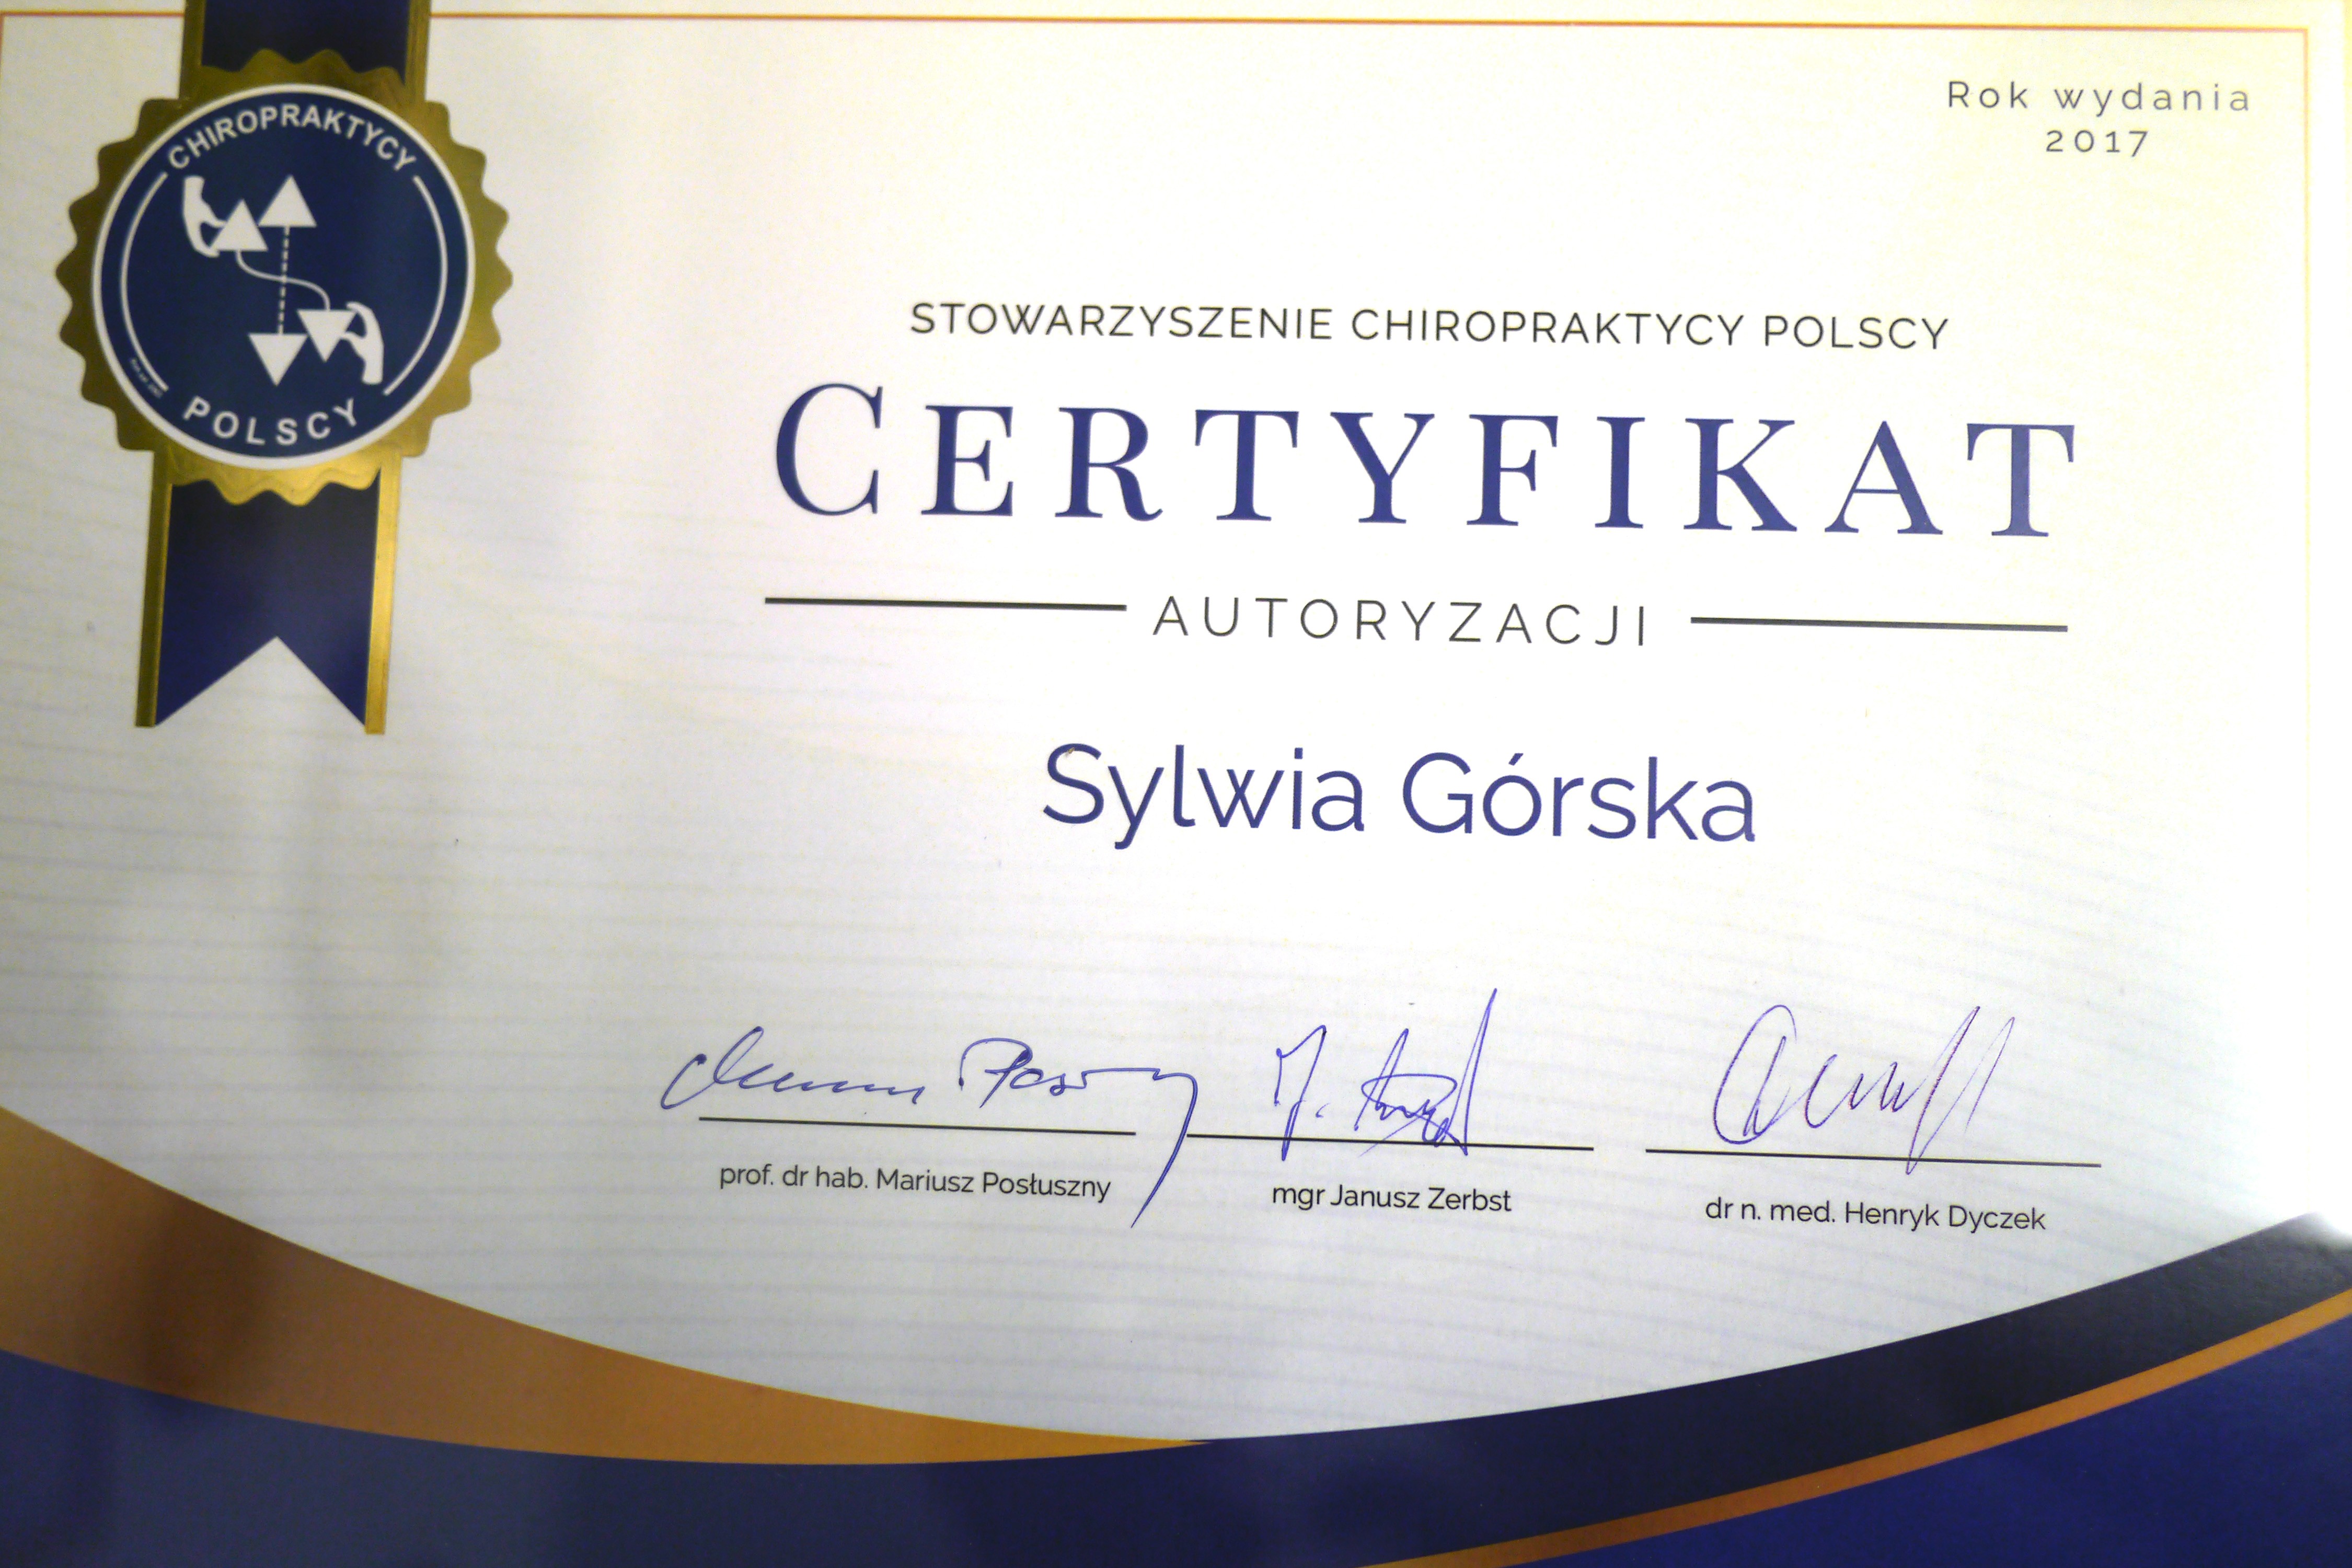 CHIROPRAKTYCY
POLSCY
Rok wydania
2017
STOWARZYSZENIE CHIROPRAKTYCY POLSCY
CERTYFIKAT
AUTORYZACJI
Sylwia Górska
prof. dr hab. Mariusz Posłuszny
mgr Janusz Zerbst
dr n. med. Henryk Dyczek